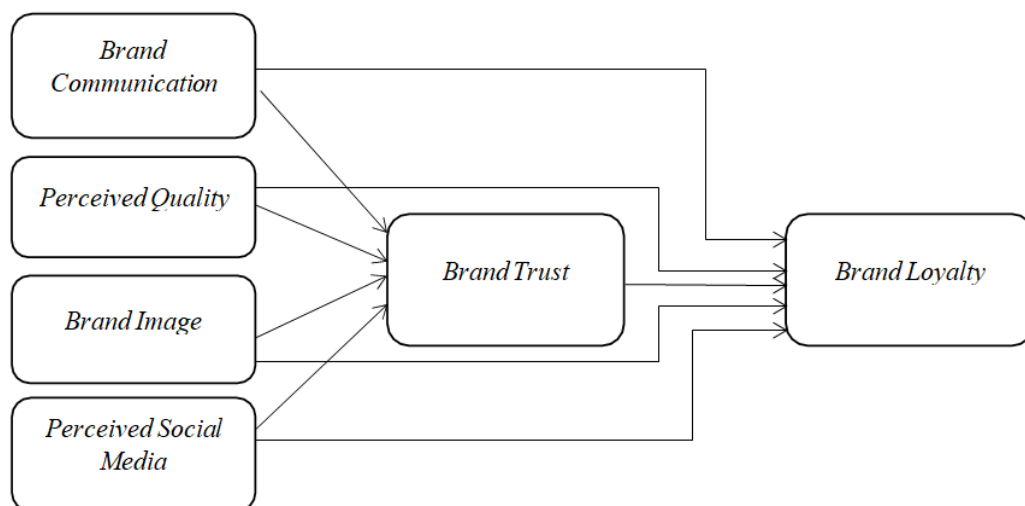 Brand
Communication
Perceived Quality
Brand Trust
Brand Loyalty
Brand Image
Perceived Social
Media